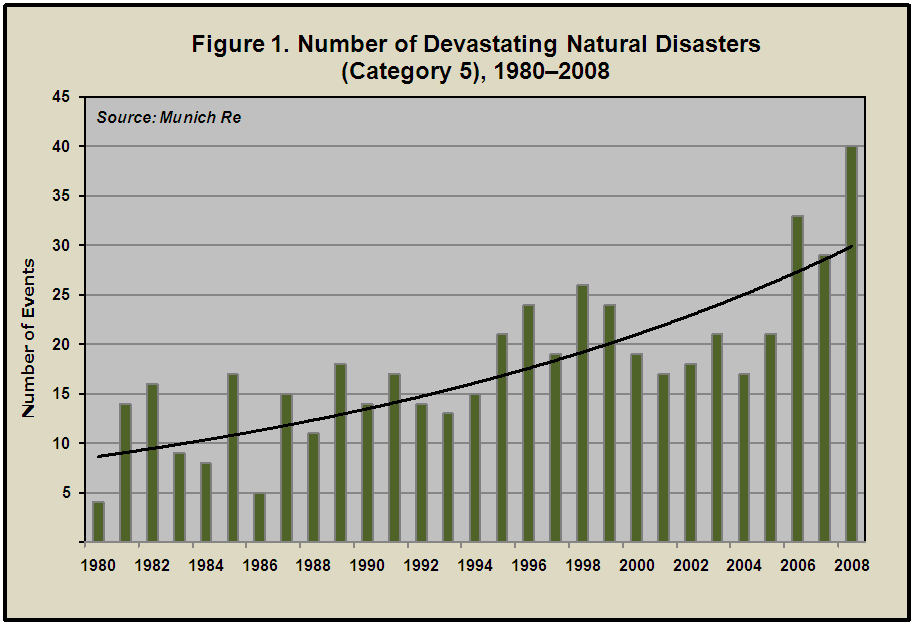 Figure 1. Number of Devastating Natural Disasters
(Category 5), 1980–2008
Source: Munich Re
Number of Events
45
40
35
30
25
20
15
10
5
1980 1982 1984 1986 1988 1990 1992 1994 1996 1998 2000 2002 2004 2006 2008